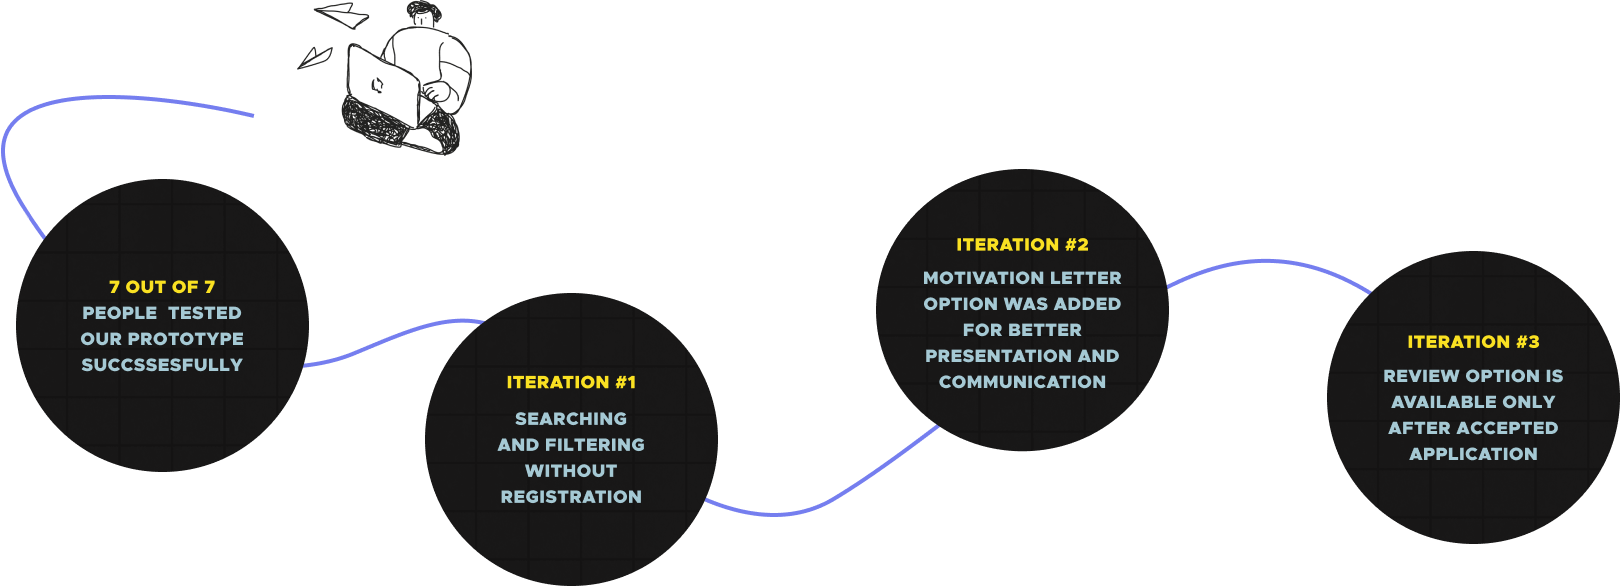 7 OUT OF 7
PEOPLE TESTED
OUR PROTOTYPE
SUCCSSESFULLY
ITERATION #1
SEARCHING
AND FILTERING
WITHOUT
REGISTRATION
ITERATION #2
MOTIVATION LETTER
OPTION WAS ADDED
FOR BETTER
PRESENTATION AND
COMMUNICATION
ITERATION #3
REVIEW OPTION IS
AVAILABLE ONLY
AFTER ACCEPTED
APPLICATION